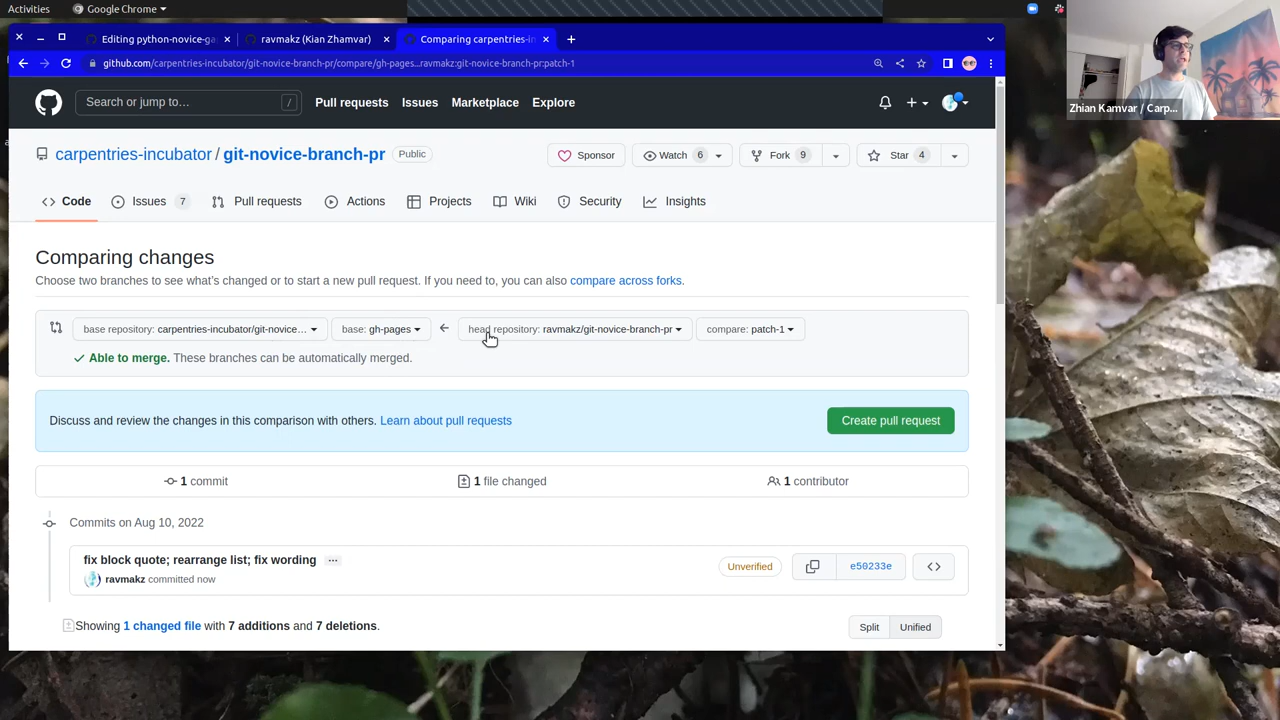 Activities
Google Chrome
Editing python-novice-ga
ravmakz (Kian Zhamvar)
Comparing carpentries-in
github.com/carpentries-incubator/git-novice-branch-pr/compare/gh-pages...ravmakz:git-novice-branch-pr:patch-1
Search or jump to…
/
Pull requests
Issues
Marketplace
Explore
Zhian Kamvar / Carp...
carpentries-incubator / git-novice-branch-pr
Public
Sponsor
Watch 6
Fork 9
Star 4
Code
Issues 7
Pull requests
Actions
Projects
Wiki
Security
Insights
Comparing changes
Choose two branches to see what's changed or to start a new pull request. If you need to, you can also compare across forks.
base repository: carpentries-incubator/git-novice…
base: gh-pages
head repository: ravmakz/git-novice-branch-pr
compare: patch-1
Able to merge. These branches can be automatically merged.
Discuss and review the changes in this comparison with others. Learn about pull requests
Create pull request
1 commit
1 file changed
1 contributor
Commits on Aug 10, 2022
fix block quote; rearrange list; fix wording …
ravmakz committed now
Unverified
e50233e
Showing 1 changed file with 7 additions and 7 deletions.
Split
Unified